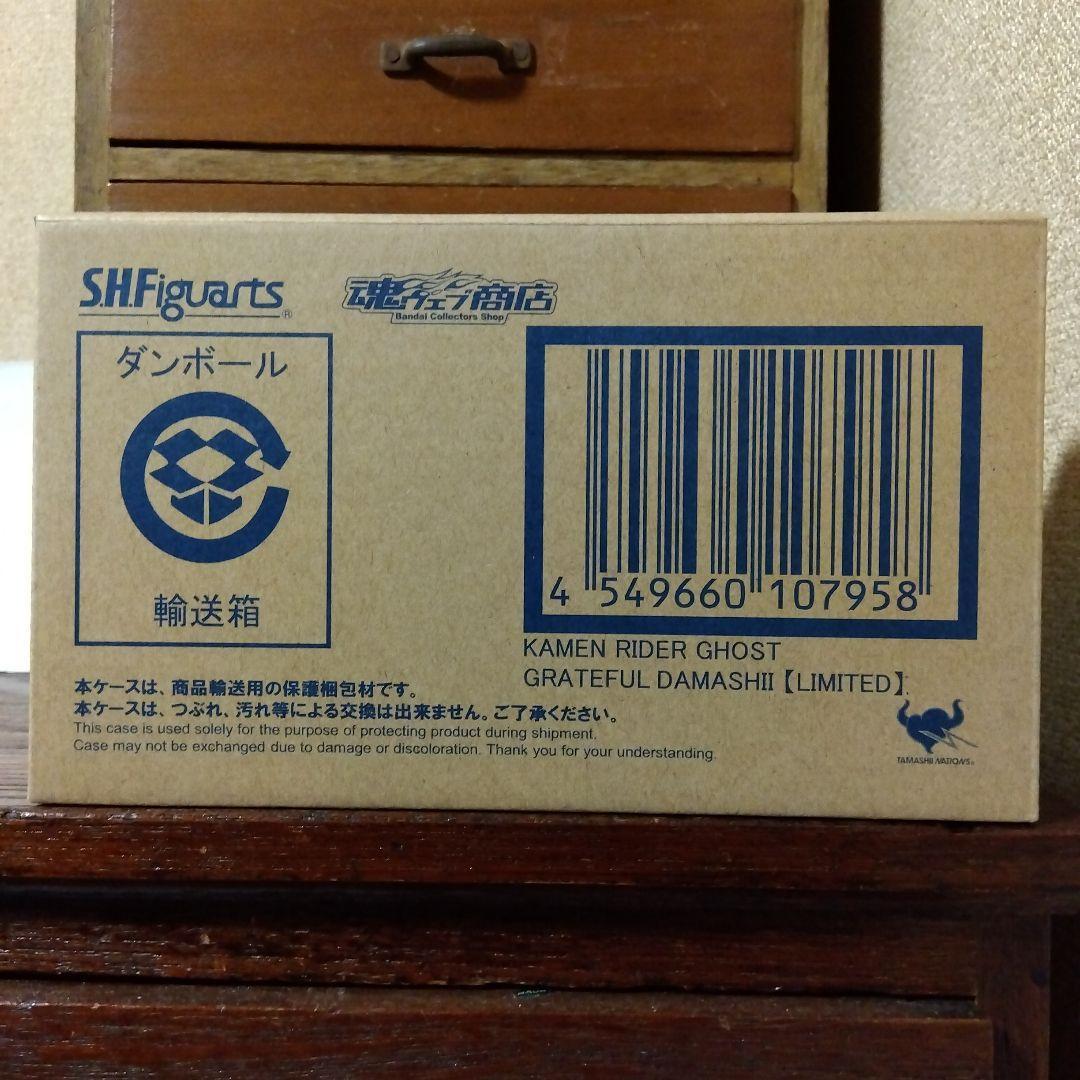 S.H.Figuarts®
魂ウェブ商店
Bandai Collectors Shop
ダンボール
輸送箱
4 549660 107958
KAMEN RIDER GHOST
GRATEFUL DAMASHII【LIMITED】
本ケースは、商品輸送用の保護梱包材です。
本ケースは、つぶれ、汚れ等による交換は出来ません。ご了承ください。
This case is used solely for the purpose of protecting product during shipment.
Case may not be exchanged due to damage or discoloration. Thank you for your understanding.
TAMASHII NATIONS®